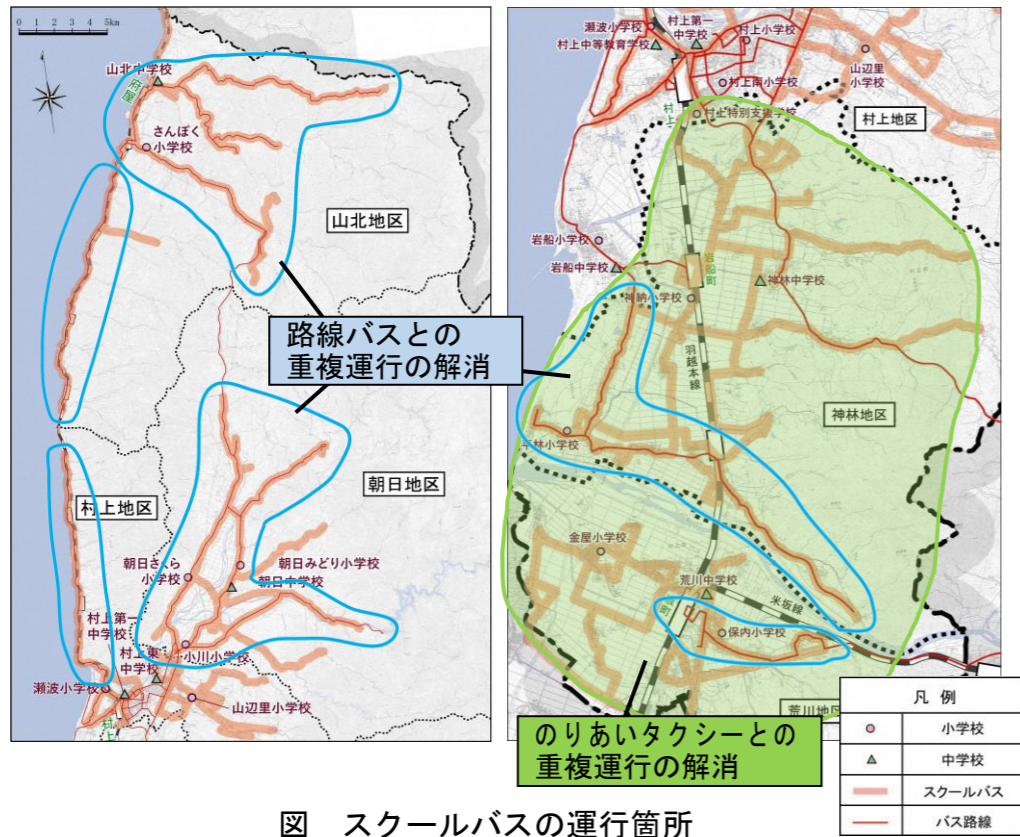 0 1 2 3 4 5km
山北中学校
府屋
さんぽく
小学校
山北地区
路線バスとの
重複運行の解消
村上地区
朝日地区
朝日さくら
小学校
朝日みどり小学校
朝日中学校
村上第一
中学校
村上東
中学校
小川小学校
瀬波小学校
山辺里小学校
村上
瀬波小学校
村上第一
中学校
村上小学校
村上中等教育学校
山辺里
小学校
村上南小学校
村上
村上特別支援学校
村上地区
岩船小学校
岩船町
岩船中学校
神林中学校
神納小学校
羽越本線
神林地区
平林小学校
金屋小学校
荒川中学校
米坂線
町
保内小学校
荒川地区
のりあいタクシーとの
重複運行の解消
凡 例
小学校
中学校
スクールバス
バス路線
図 スクールバスの運行箇所